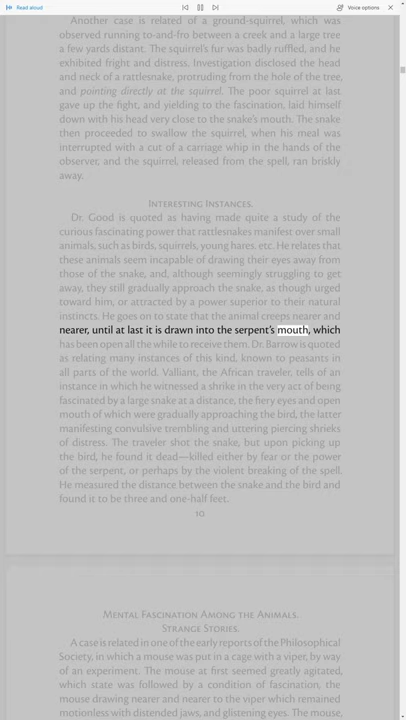 Read aloud
Voice options
Another case is related of a ground-squirrel, which was
observed running to-and-fro between a creek and a large tree
a few yards distant. The squirrel's fur was badly ruffled, and he
exhibited fright and distress. Investigation disclosed the head
and neck of a rattlesnake, protruding from the hole of the tree,
and pointing directly at the squirrel. The poor squirrel at last
gave up the fight, and yielding to the fascination, laid himself
down with his head very close to the snake's mouth. The snake
then proceeded to swallow the squirrel, when his meal was
interrupted with a cut of a carriage whip in the hands of the
observer, and the squirrel, released from the spell, ran briskly
away.
INTERESTING INSTANCES.
Dr. Good is quoted as having made quite a study of the
curious fascinating power that rattlesnakes manifest over small
animals, such as birds, squirrels, young hares, etc. He relates that
these animals seem incapable of drawing their eyes away from
those of the snake, and, although seemingly struggling to get
away, they still gradually approach the snake, as though urged
toward him, or attracted by a power superior to their natural
instincts. He goes on to state that the animal creeps nearer and
nearer, until at last it is drawn into the serpent's mouth, which
has been open all the while to receive them. Dr. Barrow is quoted
as relating many instances of this kind, known to peasants in
all parts of the world. Valliant, the African traveler, tells of an
instance in which he witnessed a shrike in the very act of being
fascinated by a large snake at a distance, the fiery eyes and open
mouth of which were gradually approaching the bird, the latter
manifesting convulsive trembling and uttering piercing shrieks
of distress. The traveler shot the snake, but upon picking up
the bird, he found it dead—killed either by fear or the power
of the serpent, or perhaps by the violent breaking of the spell.
He measured the distance between the snake and the bird and
found it to be three and one-half feet.
10
MENTAL FASCINATION AMONG THE ANIMALS.
STRANGE STORIES.
A case is related in one of the early reports of the Philosophical
Society, in which a mouse was put in a cage with a viper, by way
of an experiment. The mouse at first seemed greatly agitated,
which state was followed by a condition of fascination, the
mouse drawing nearer and nearer to the viper which remained
motionless with distended jaws, and glistening eyes. The mouse,